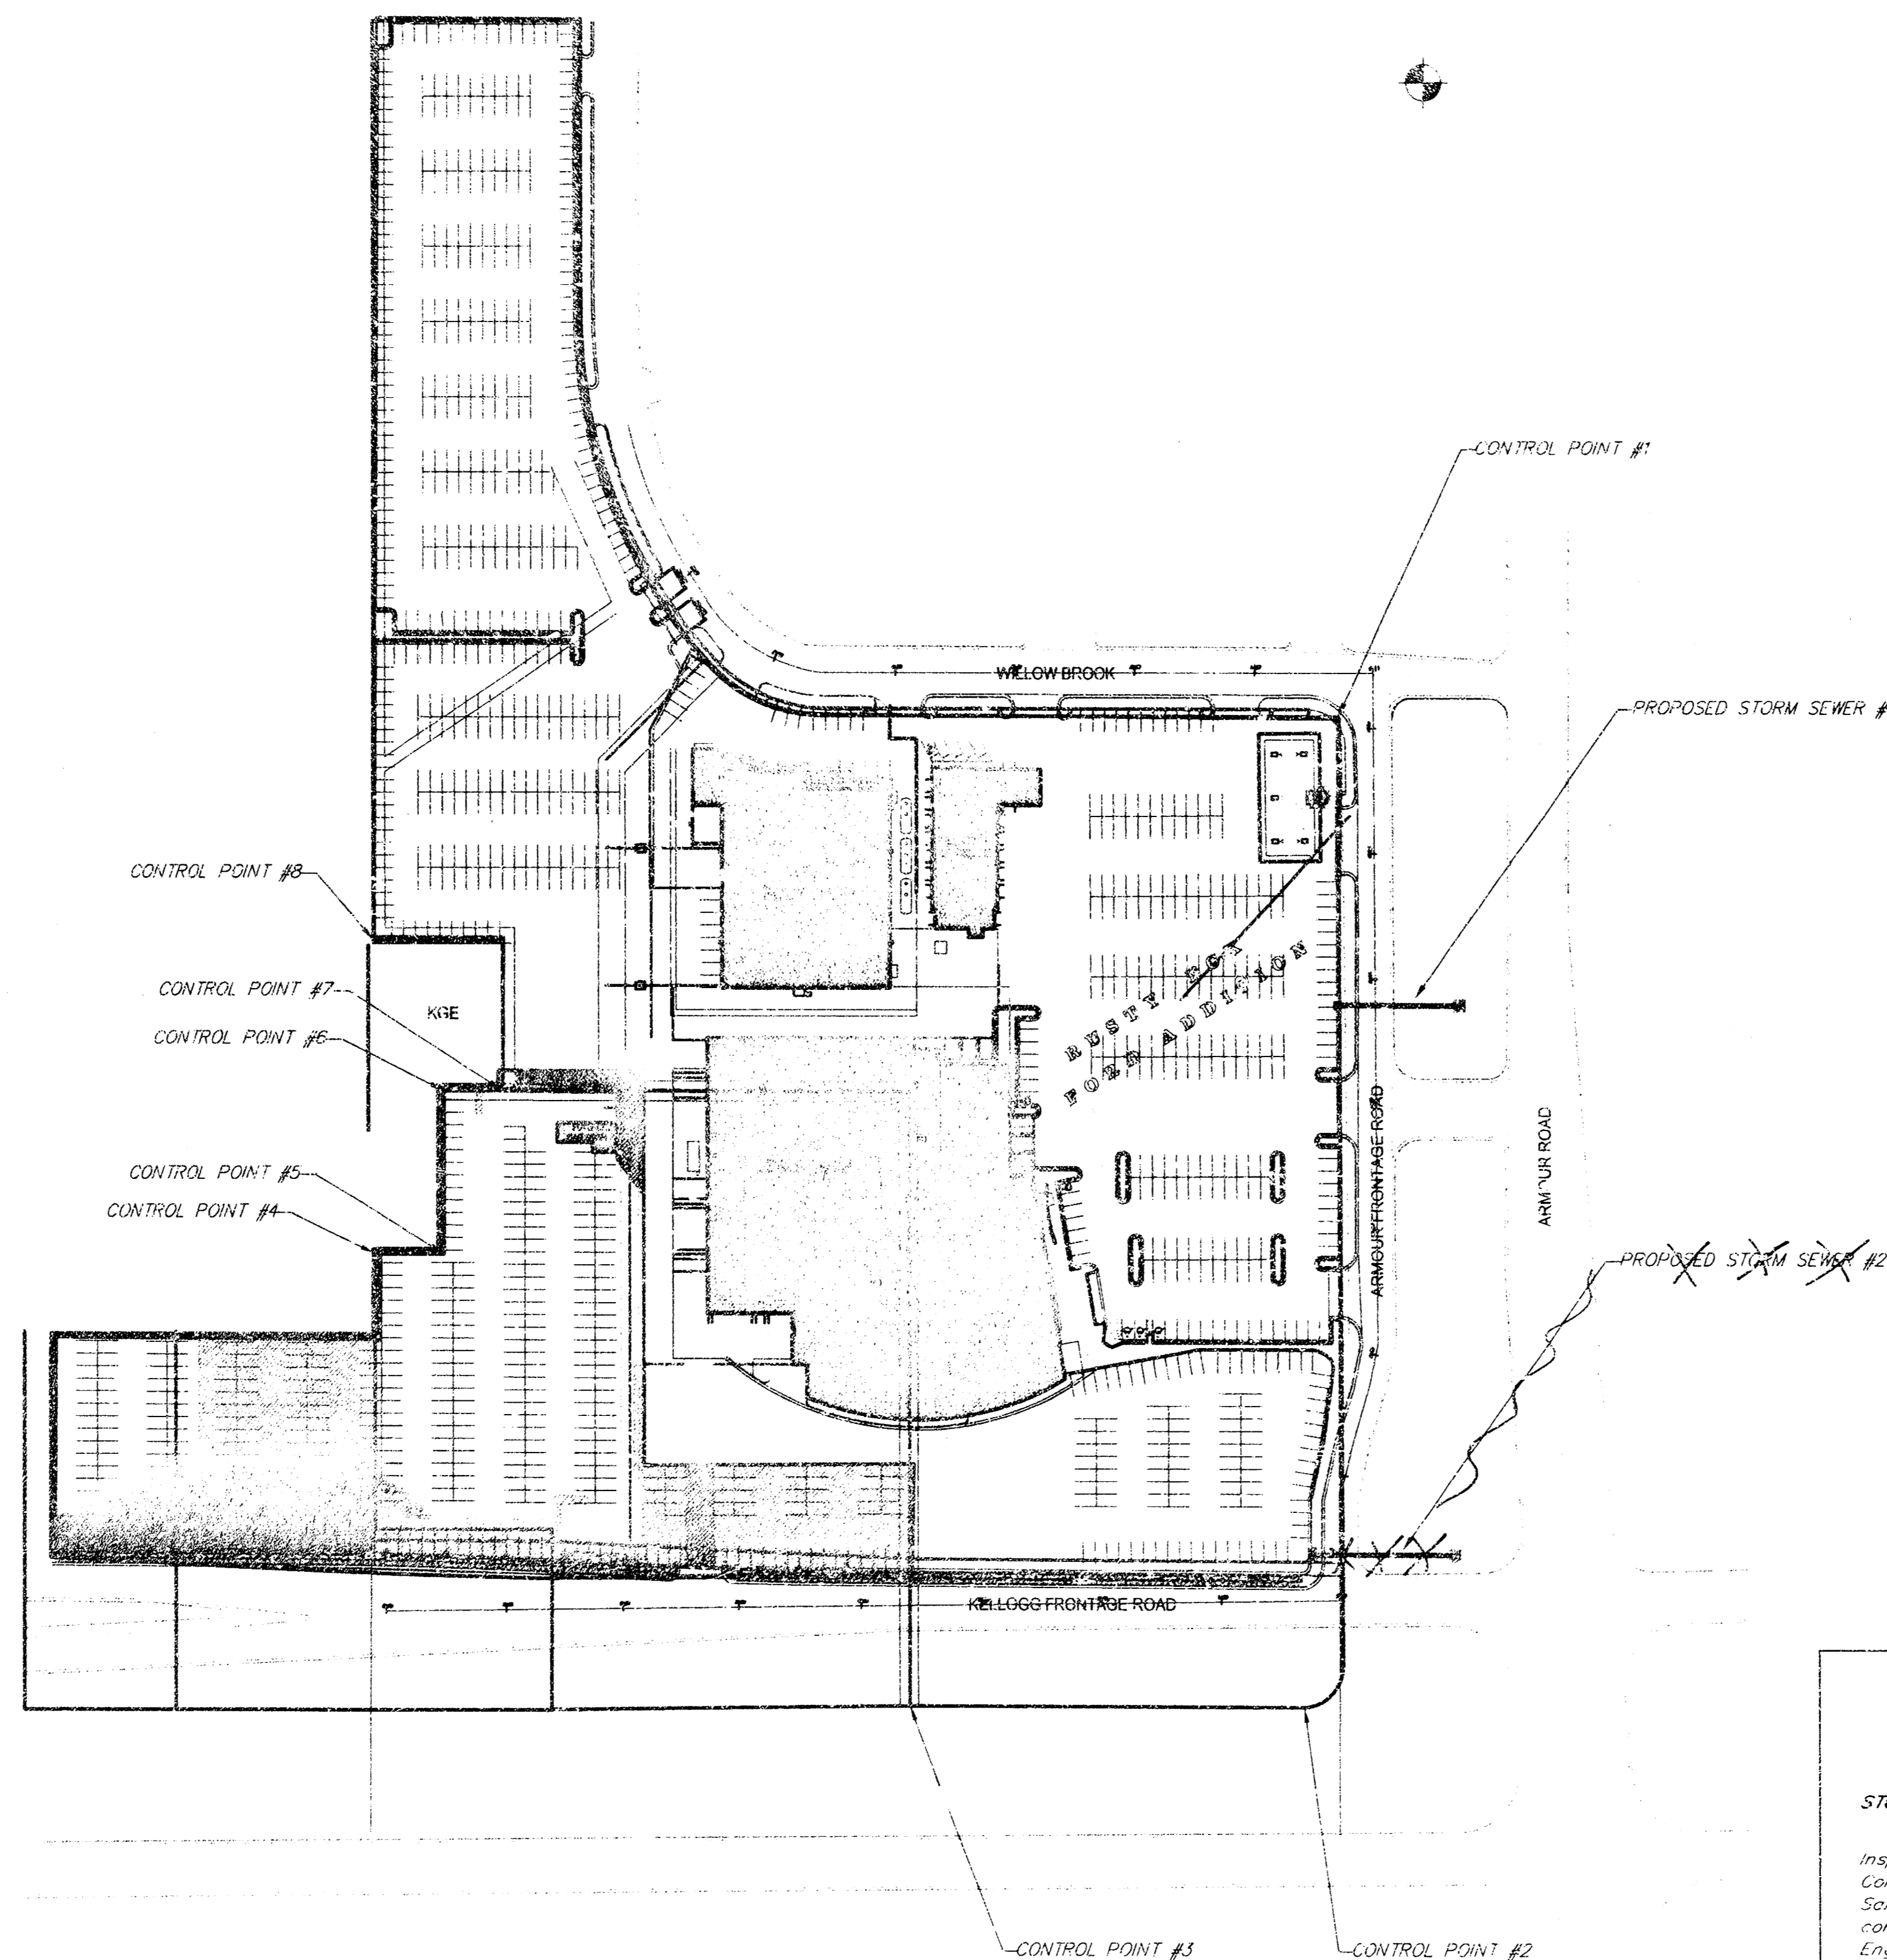 CONTROL POINT #1
WILLOW BROOK
PROPOSED STORM SEWER #
CONTROL POINT #8
CONTROL POINT #7
KGE
CONTROL POINT #6
RUSTY
FORD ADDITION
ARMOUR FRONTAGE ROAD
ARMOUR ROAD
CONTROL POINT #5
CONTROL POINT #4
PROPOSED STORM SEWER #2
KELLOGG FRONTAGE ROAD
CONTROL POINT #3
CONTROL POINT #2